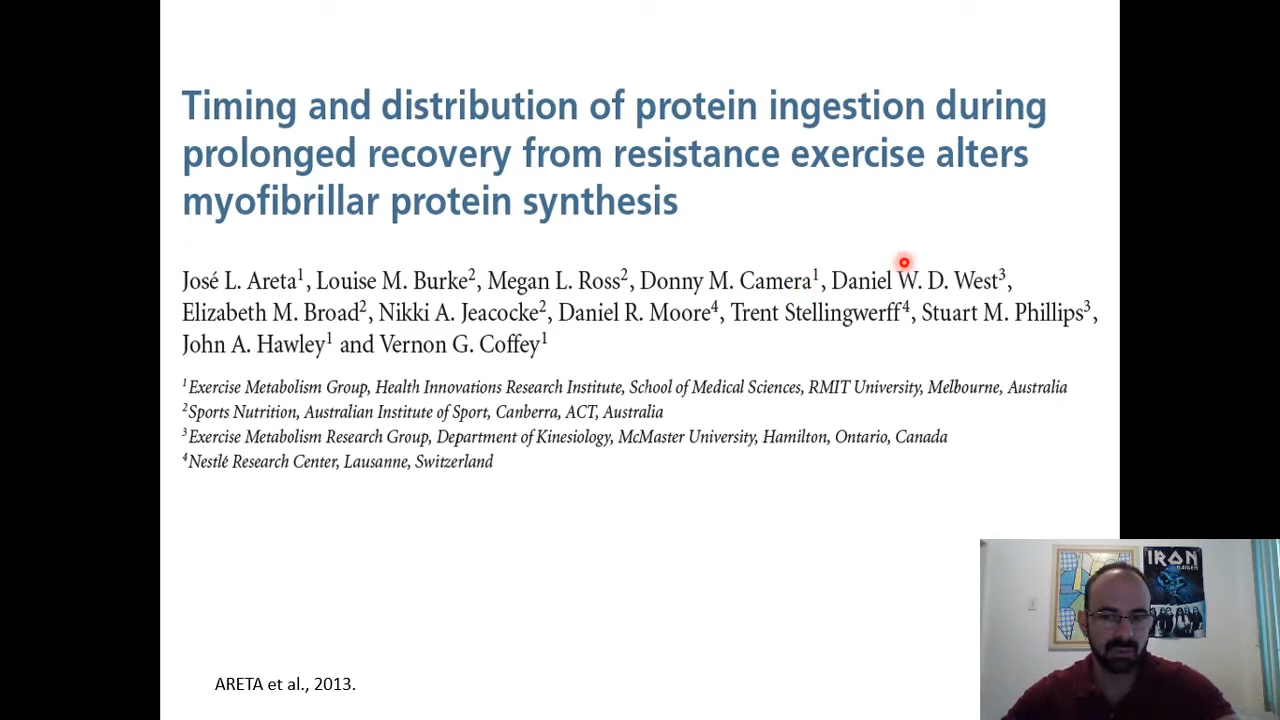 Timing and distribution of protein ingestion during
prolonged recovery from resistance exercise alters
myofibrillar protein synthesis
José L. Areta1, Louise M. Burke2, Megan L. Ross2, Donny M. Camera1, Daniel W. D. West3,
Elizabeth M. Broad2, Nikki A. Jeacocke2, Daniel R. Moore4, Trent Stellingwerff4, Stuart M. Phillips3,
John A. Hawley1 and Vernon G. Coffey1
1Exercise Metabolism Group, Health Innovations Research Institute, School of Medical Sciences, RMIT University, Melbourne, Australia
2Sports Nutrition, Australian Institute of Sport, Canberra, ACT, Australia
3Exercise Metabolism Research Group, Department of Kinesiology, McMaster University, Hamilton, Ontario, Canada
4Nestlé Research Center, Lausanne, Switzerland
IRON
MAIDEN
ARETA et al., 2013.